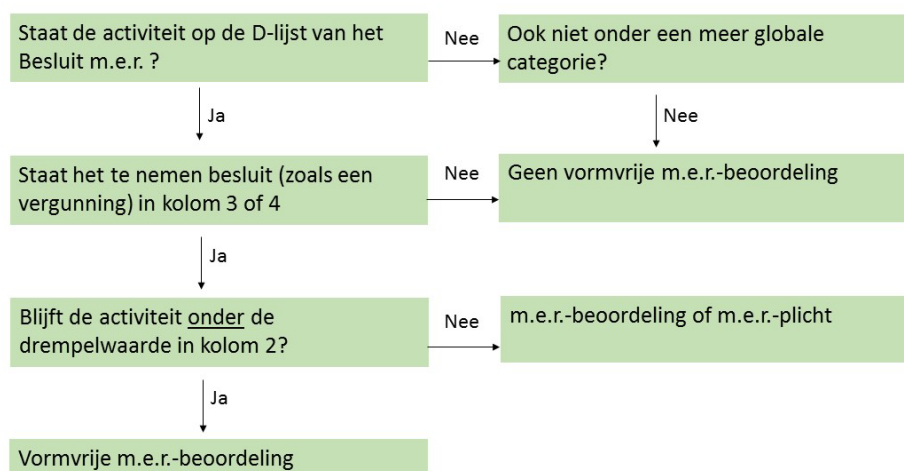 Staat de activiteit op de D-lijst van het
Besluit m.e.r. ?
Nee
Ook niet onder een meer globale
categorie?
Ja
Nee
Staat het te nemen besluit (zoals een
vergunning) in kolom 3 of 4
Nee
Geen vormvrije m.e.r.-beoordeling
Ja
Blijft de activiteit onder de
drempelwaarde in kolom 2?
Nee
m.e.r.-beoordeling of m.e.r.-plicht
Ja
Vormvrije m.e.r.-beoordeling